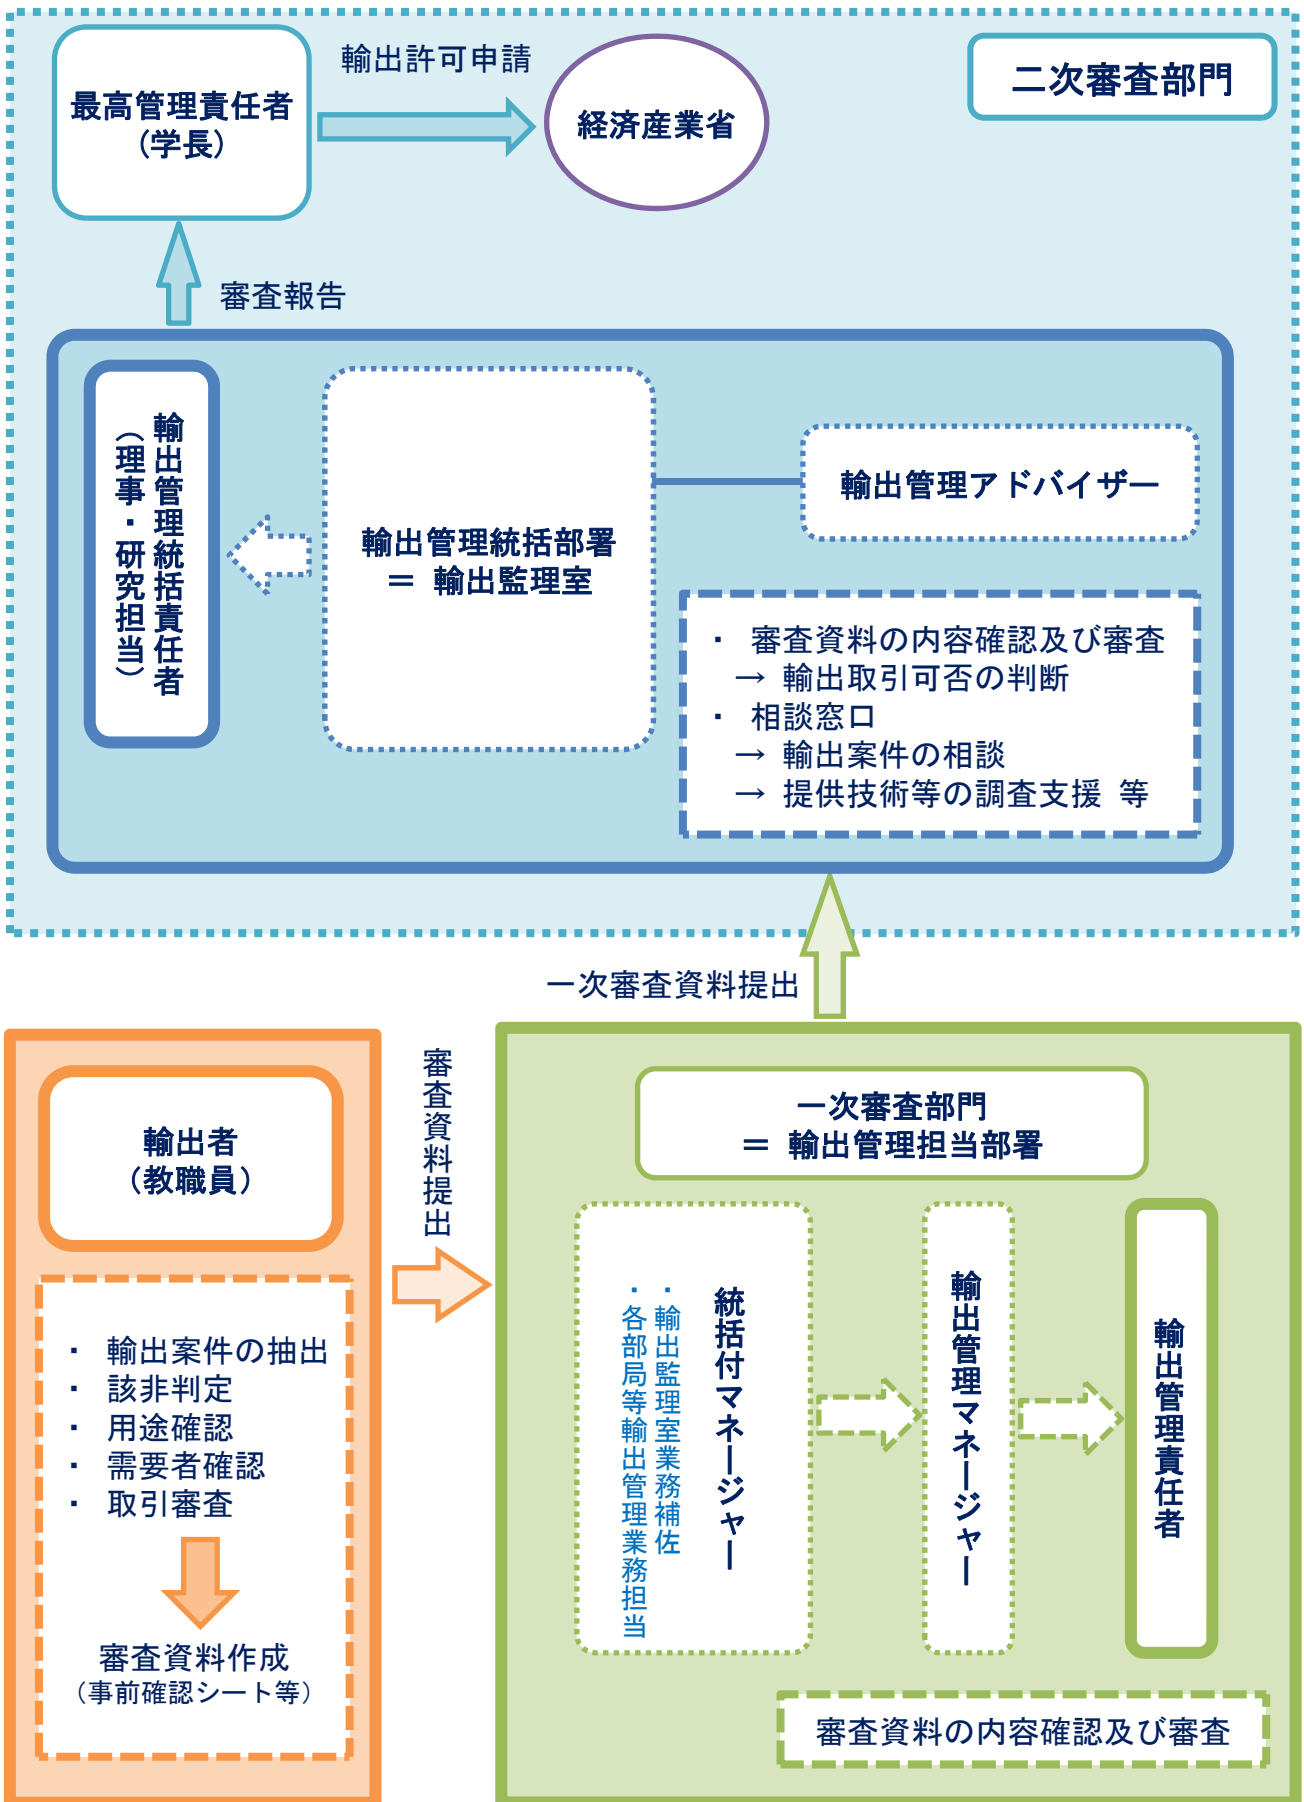 輸出許可申請
二次審査部門
最高管理責任者
（学長）
経済産業省
審査報告
輸出管理統括責任者
（理事・研究担当）
輸出管理統括部署
＝ 輸出監理室
輸出管理アドバイザー
・ 審査資料の内容確認及び審査
→ 輸出取引可否の判断
・ 相談窓口
→ 輸出案件の相談
→ 提供技術等の調査支援 等
一次審査資料提出
輸出者
（教職員）
・ 輸出案件の抽出
・ 該非判定
・ 用途確認
・ 需要者確認
・ 取引審査
審査資料作成
（事前確認シート等）
審査資料提出
一次審査部門
＝ 輸出管理担当部署
統括付マネージャー
・輸出監理室業務補佐
・各部局等輸出管理業務担当
輸出管理マネージャー
輸出管理責任者
審査資料の内容確認及び審査